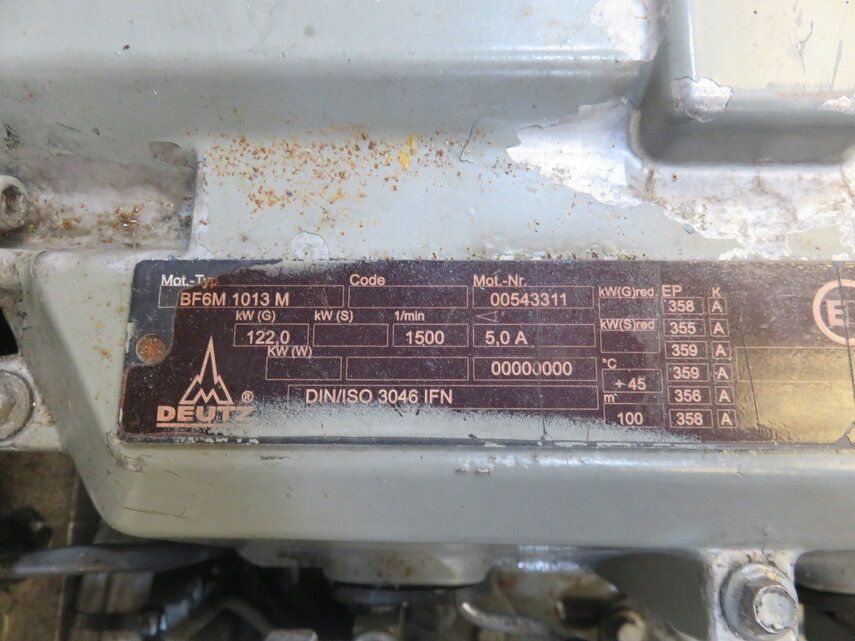 Mot.-Typ Code Mot.-Nr. kW(G)red. EP K
BF6M 1013 M 00543311 358 A
kW (G) kW (S) 1/min kW(S)red 355 A
122,0 1500 5,0 A 359 A
kW (W) 00000000 °C 359 A
+45 356 A
DEUTZ ® DIN/ISO 3046 IFN m
100 358 A